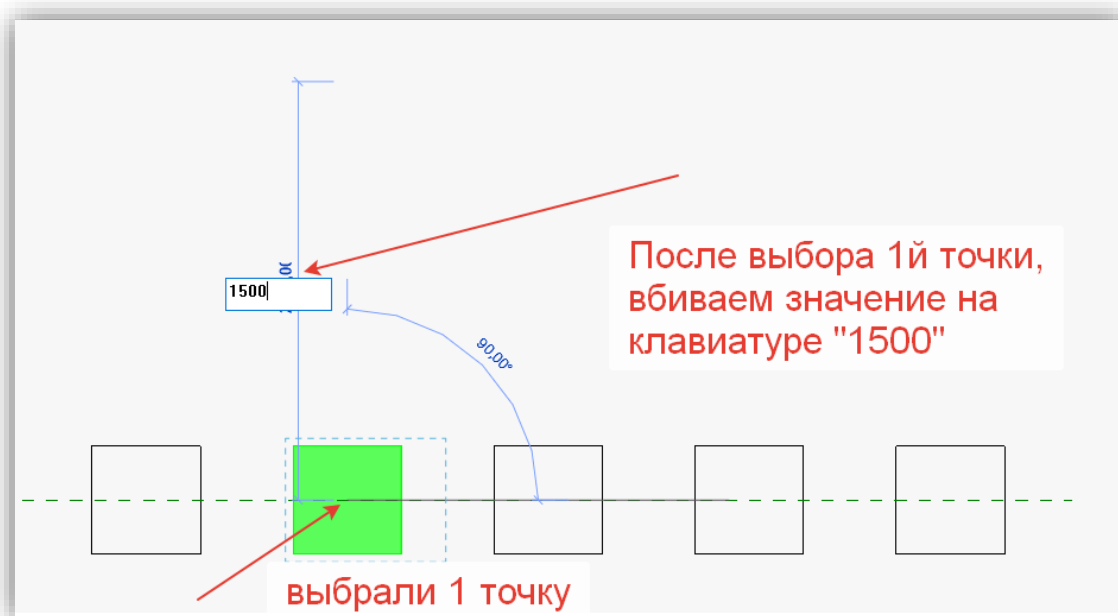 1500
90,00°
После выбора 1й точки,
вбиваем значение на
клавиатуре "1500"
выбрали 1 точку